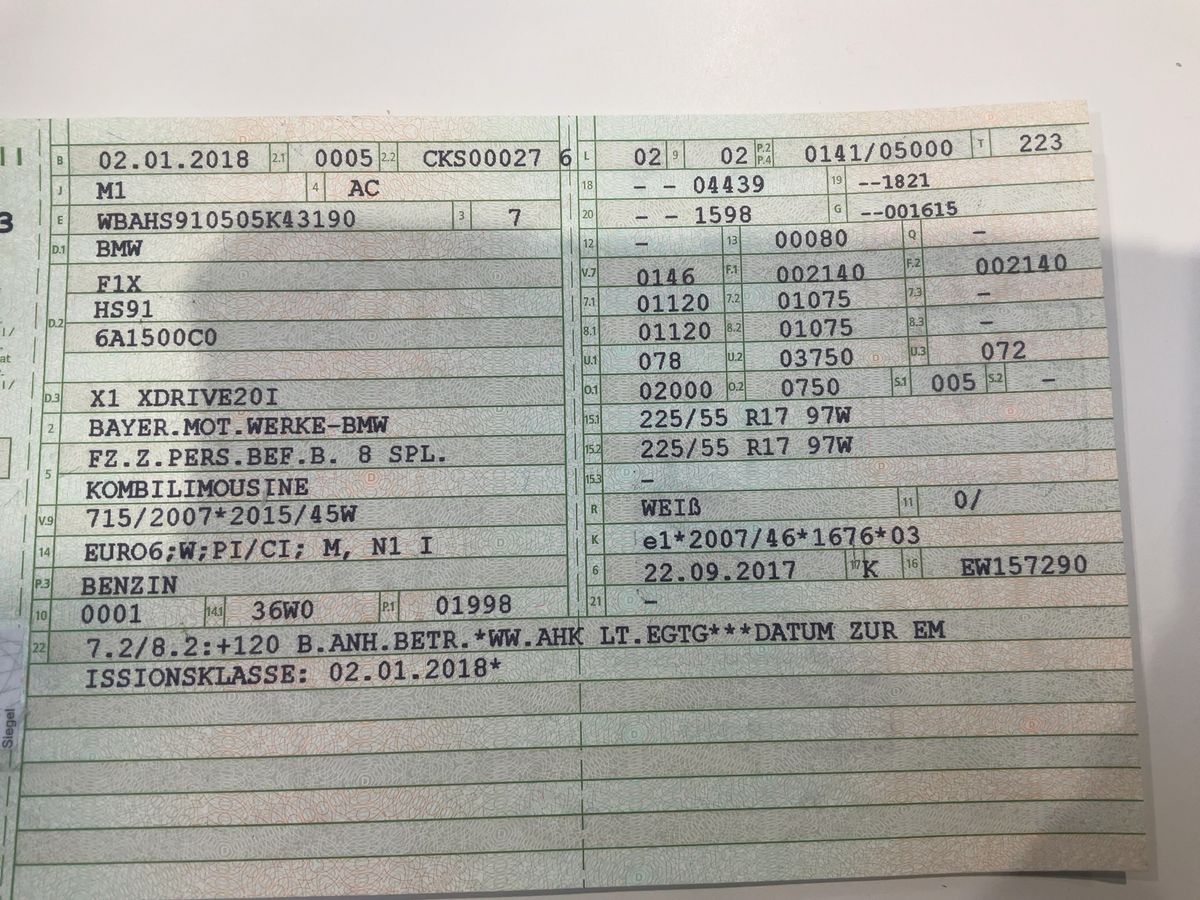 B 02.01.2018 2.1 0005 2.2 CKS00027 6
J M1 4 AC
E WBAHS910505K43190 3 7
D.1 BMW
F1X
D.2 HS91
6A1500C0
D.3 X1 XDRIVE20I
2 BAYER.MOT.WERKE-BMW
5 FZ.Z.PERS.BEF.B. 8 SPL.
KOMBILIMOUSINE
V.9 715/2007*2015/45W
14 EURO6;W;PI/CI; M, N1 I
P.3 BENZIN
10 0001 14.1 36W0 P.1 01998
L 02 9 02 P.2 P.4 0141/05000 T 223
18 - - 04439 19 --1821
20 - - 1598 G --001615
12 - 13 00080 Q -
V.7 0146 F.1 002140 F.2 002140
7.1 01120 7.2 01075 7.3 -
8.1 01120 8.2 01075 8.3 -
U.1 078 U.2 03750 U.3 072
O.1 02000 O.2 0750 S.1 005 S.2 -
15.1 225/55 R17 97W
15.2 225/55 R17 97W
15.3 -
R WEIß 11 0/
K e1*2007/46*1676*03
6 22.09.2017 17 K 16 EW157290
21 -
22 7.2/8.2:+120 B.ANH.BETR.*WW.AHK LT.EGTG***DATUM ZUR EM
ISSIONSKLASSE: 02.01.2018*
Siegel